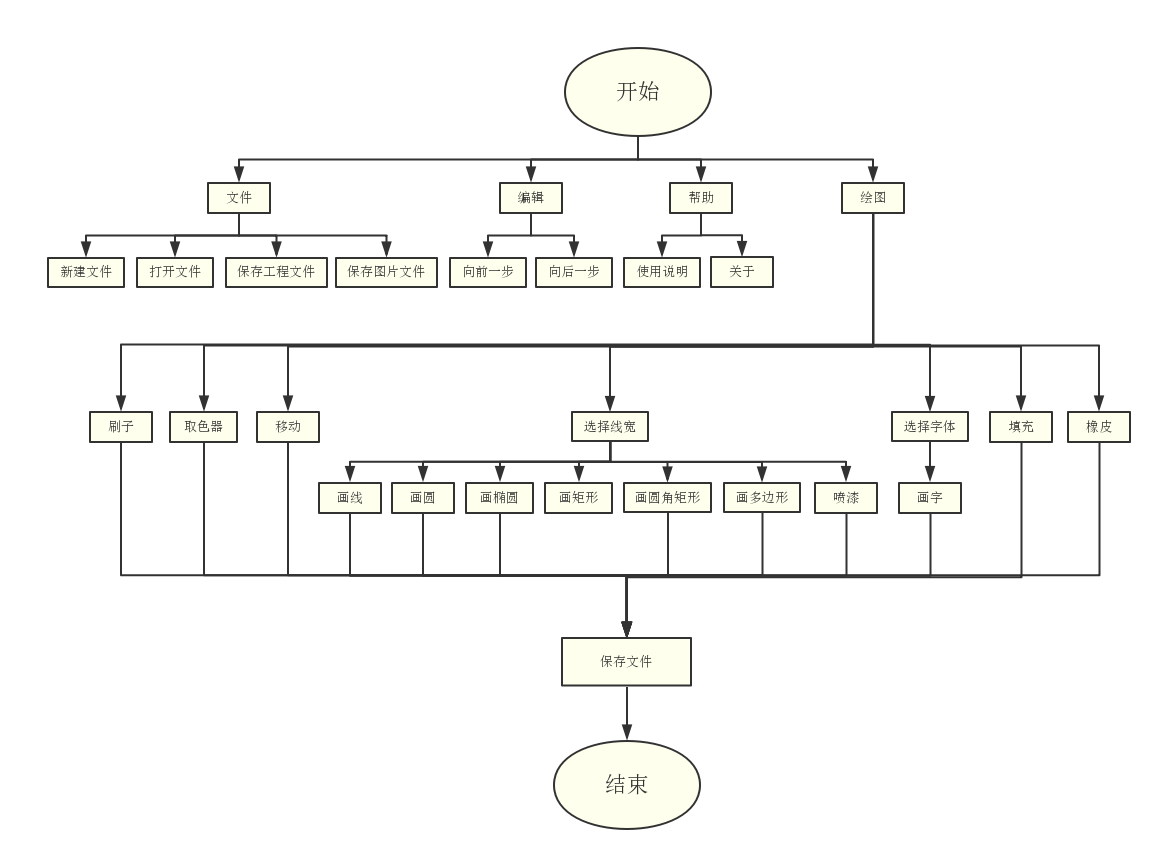 开始
文件
编辑
帮助
绘图
新建文件
打开文件
保存工程文件
保存图片文件
向前一步
向后一步
使用说明
关于
刷子
取色器
移动
选择线宽
选择字体
填充
橡皮
画线
画圆
画椭圆
画矩形
画圆角矩形
画多边形
喷漆
画字
保存文件
结束